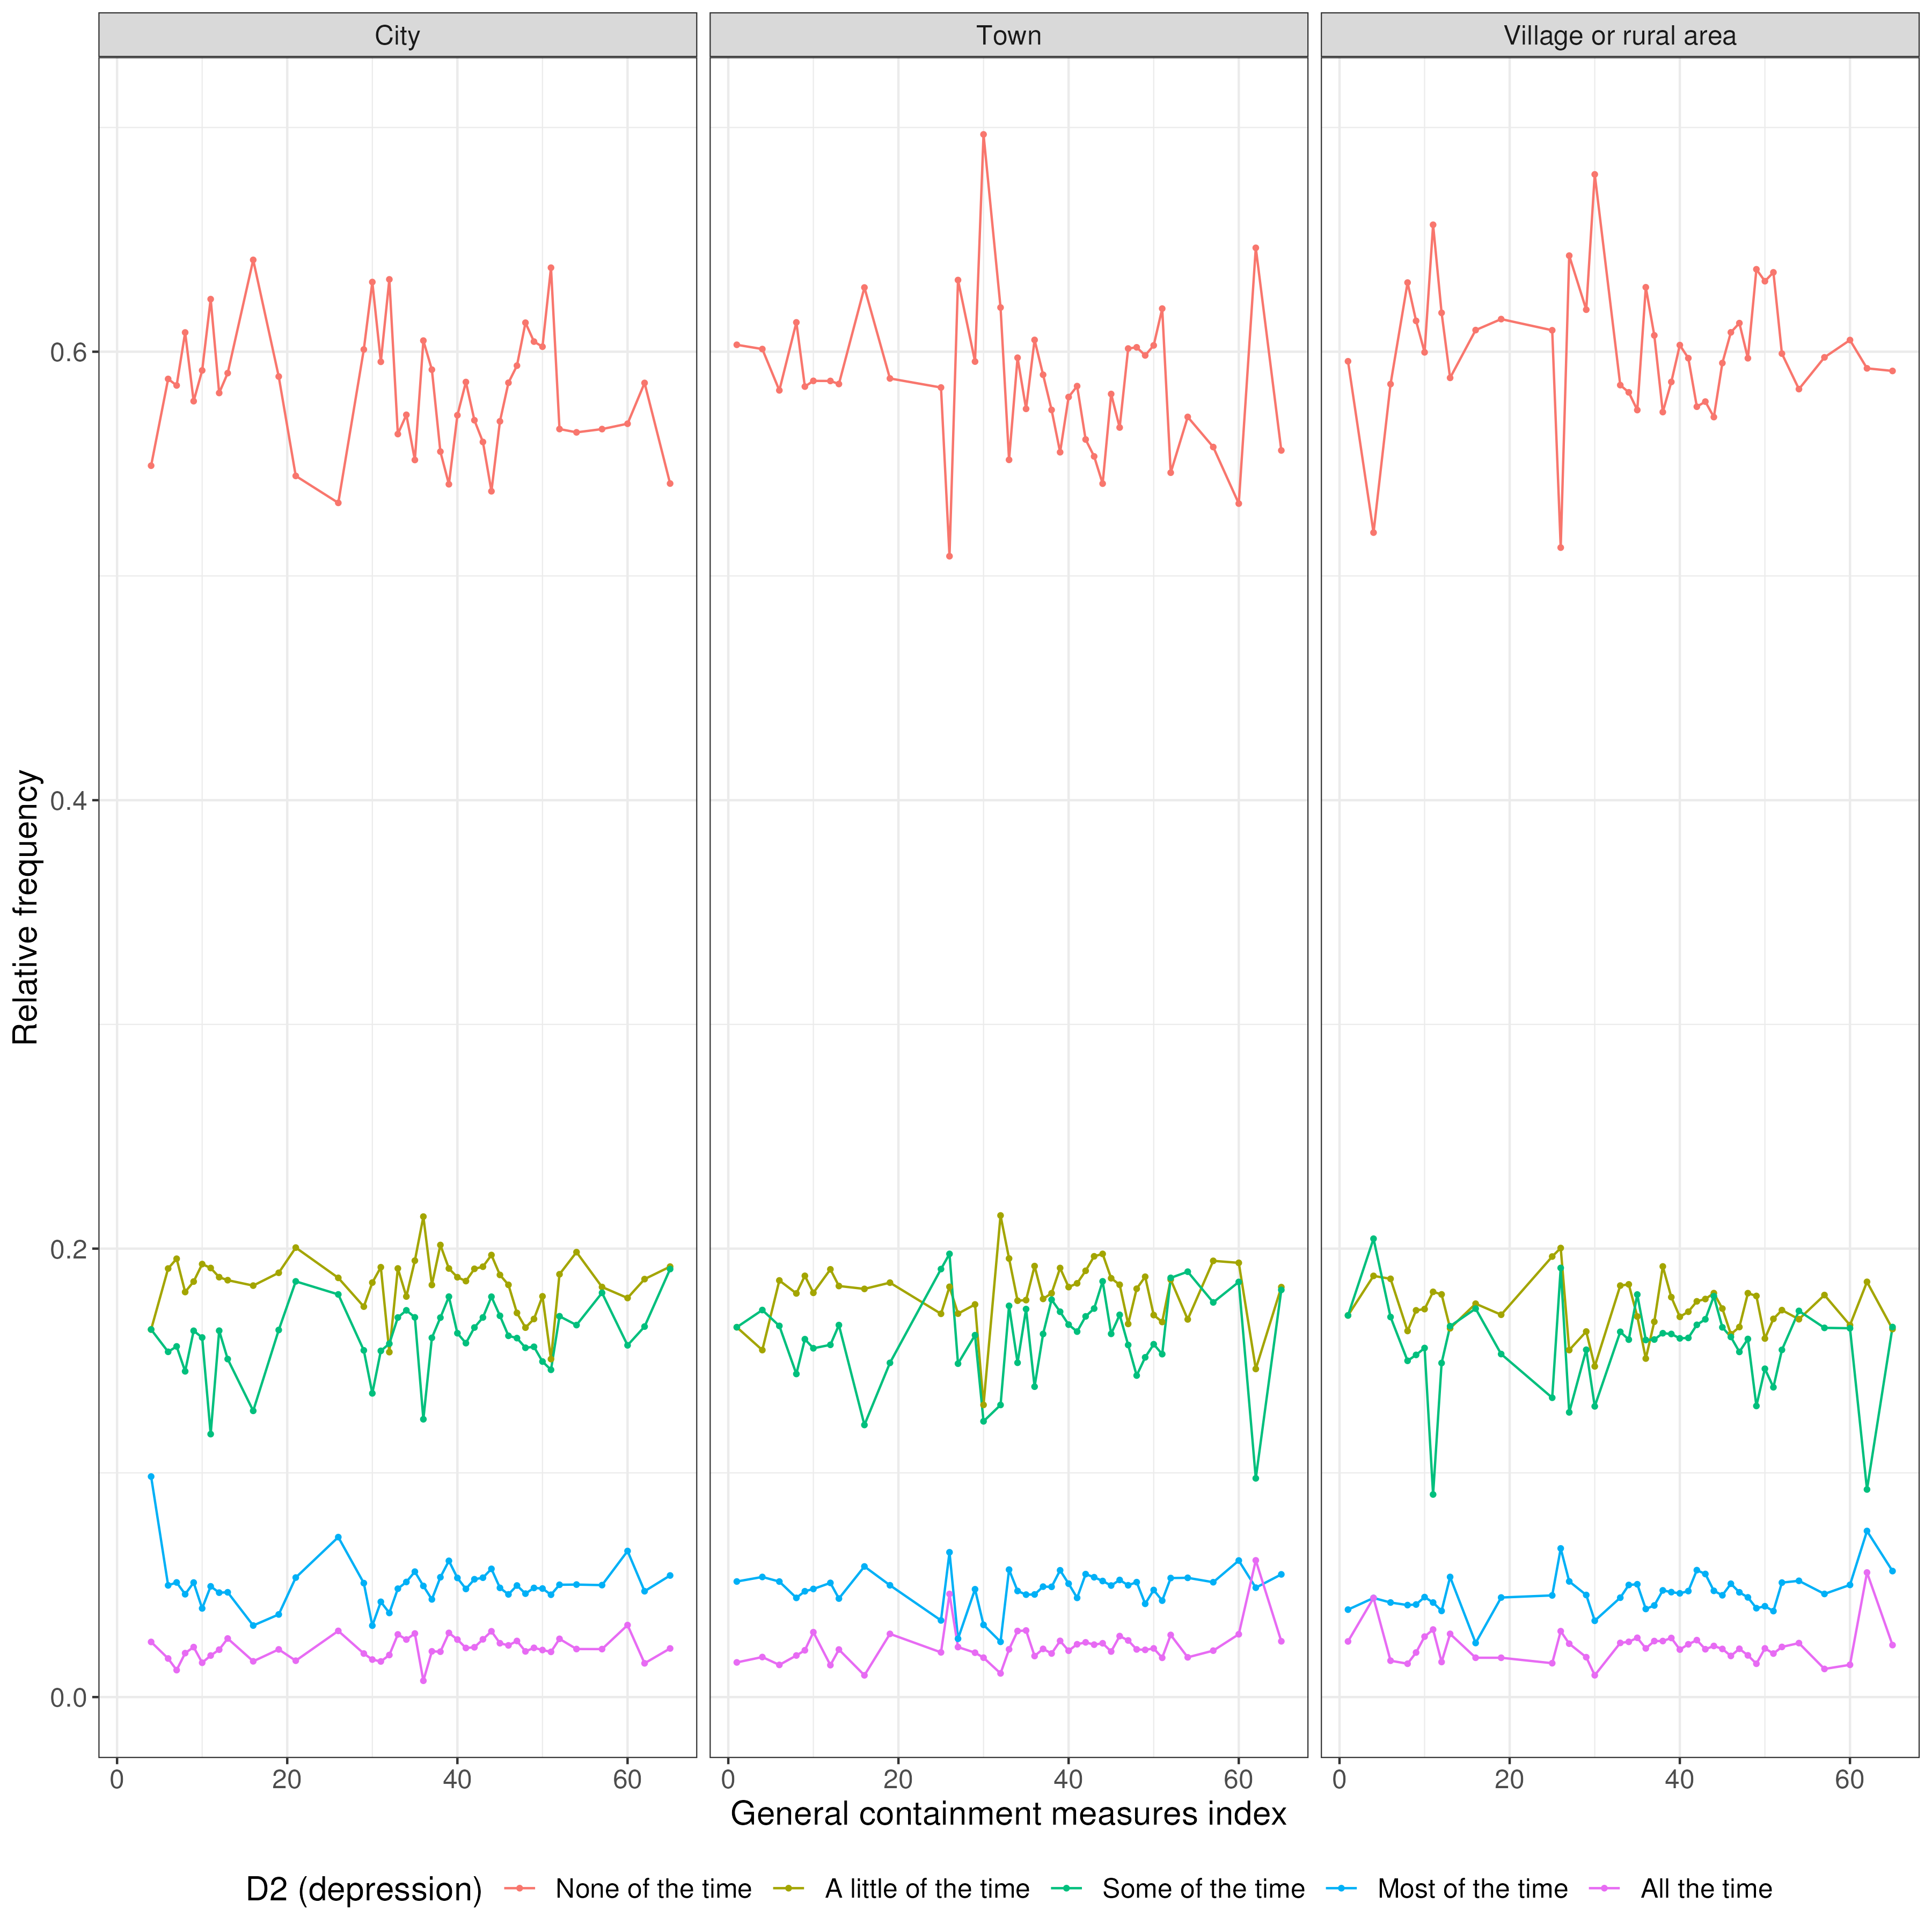 City
Town
Village or rural area
Relative frequency
0.6
0.4
0.2
0.0
0 20 40 60
0 20 40 60
0 20 40 60
General containment measures index
D2 (depression) None of the time A little of the time Some of the time Most of the time All the time